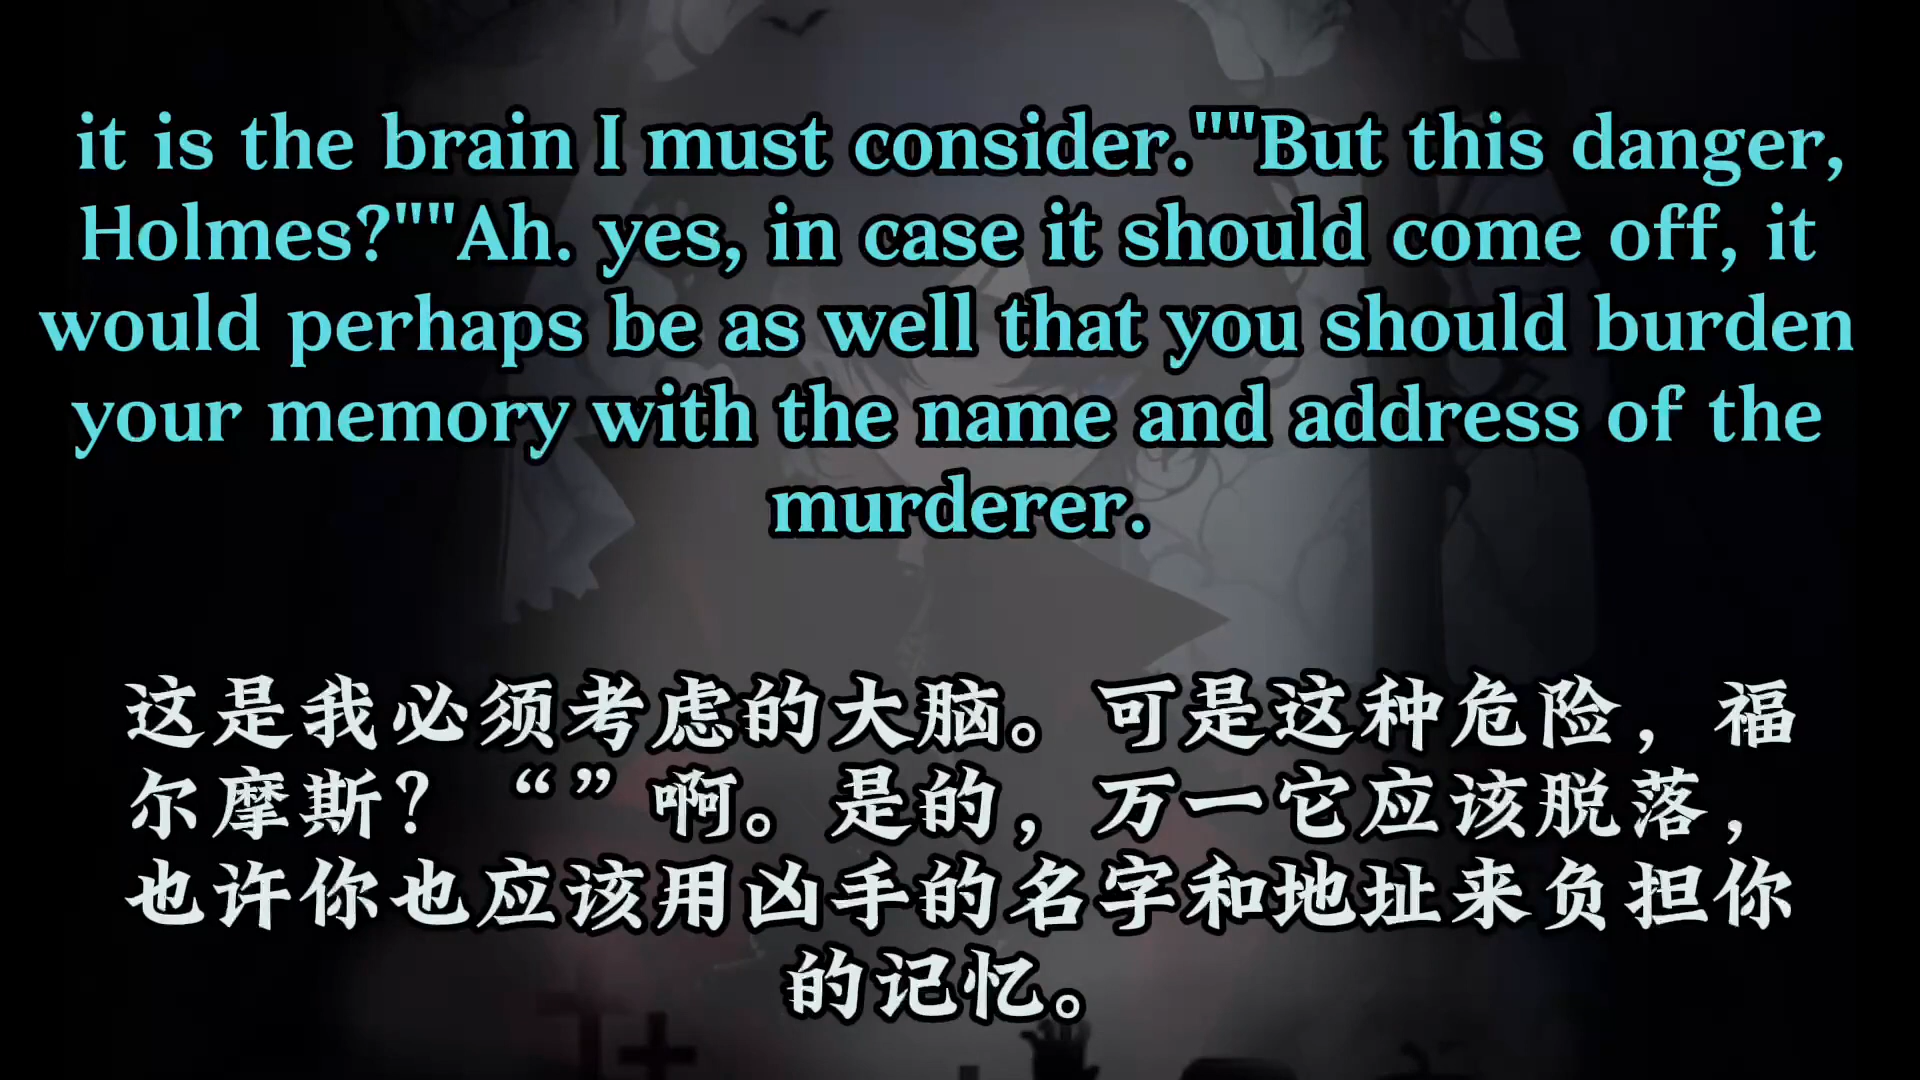 it is the brain I must consider.""But this danger,
Holmes?""Ah. yes, in case it should come off, it
would perhaps be as well that you should burden
your memory with the name and address of the
murderer.
这是我必须考虑的大脑。可是这种危险，福
尔摩斯？“”啊。是的，万一它应该脱落，
也许你也应该用凶手的名字和地址来负担你
的记忆。